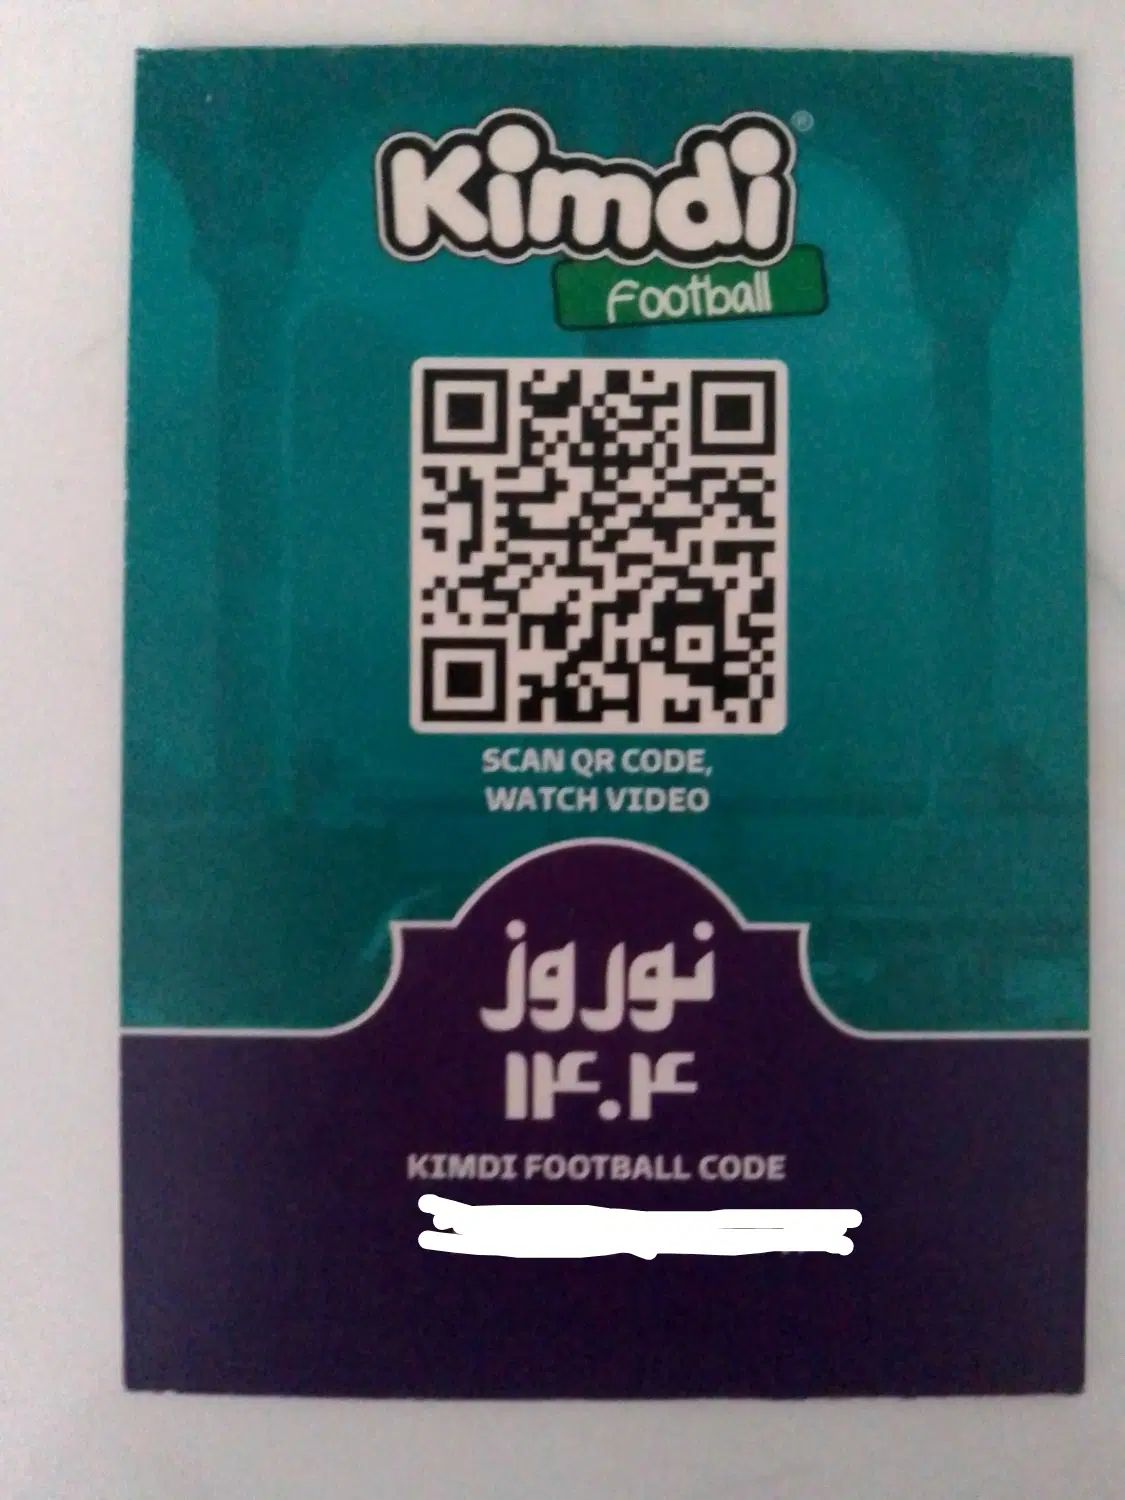 Kimdi®
Football
SCAN QR CODE,
WATCH VIDEO
نوروز
۱۴۰۴
KIMDI FOOTBALL CODE